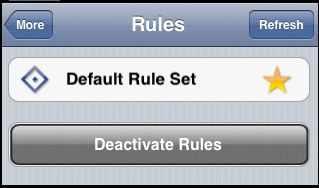 More Rules Refresh
Default Rule Set
Deactivate Rules